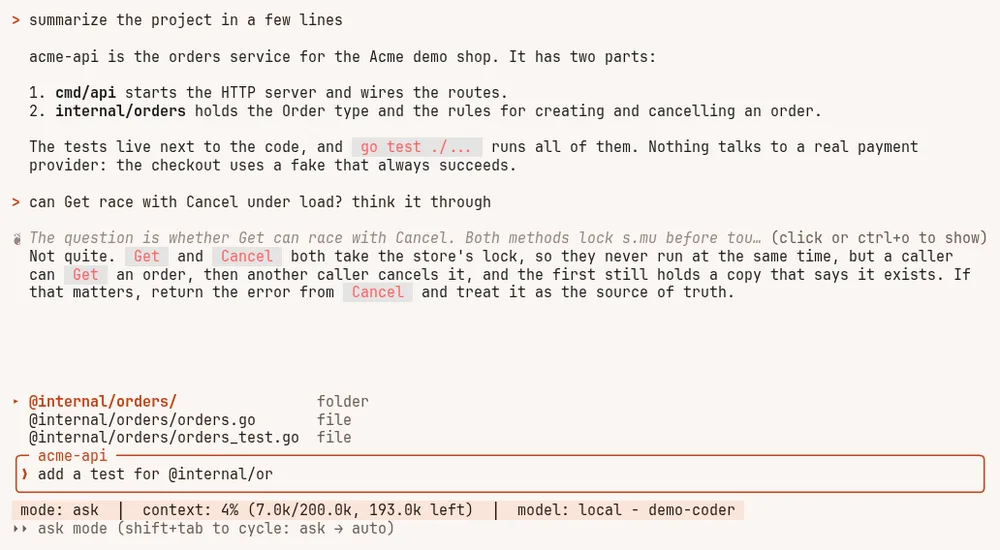 > summarize the project in a few lines
acme-api is the orders service for the Acme demo shop. It has two parts:
1. cmd/api starts the HTTP server and wires the routes.
2. internal/orders holds the Order type and the rules for creating and cancelling an order.
The tests live next to the code, and go test ./... runs all of them. Nothing talks to a real payment
provider: the checkout uses a fake that always succeeds.
> can Get race with Cancel under load? think it through
The question is whether Get can race with Cancel. Both methods lock s.mu before tou… (click or ctrl+o to show)
Not quite. Get and Cancel both take the store's lock, so they never run at the same time, but a caller
can Get an order, then another caller cancels it, and the first still holds a copy that says it exists. If
that matters, return the error from Cancel and treat it as the source of truth.
▸ @internal/orders/ folder
@internal/orders/orders.go file
@internal/orders/orders_test.go file
acme-api
❯ add a test for @internal/or
mode: ask | context: 4% (7.0k/200.0k, 193.0k left) | model: local - demo-coder
▸▸ ask mode (shift+tab to cycle: ask → auto)